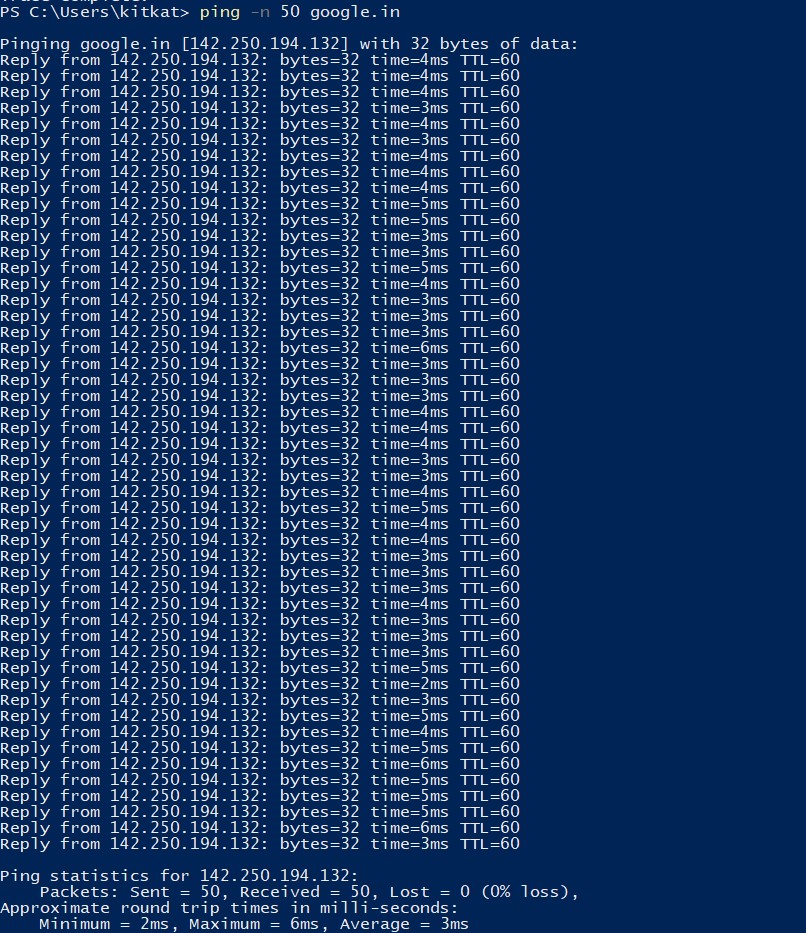 PS C:\Users\kitkat> ping -n 50 google.in
Pinging google.in [142.250.194.132] with 32 bytes of data:
Reply from 142.250.194.132: bytes=32 time=4ms TTL=60
Reply from 142.250.194.132: bytes=32 time=4ms TTL=60
Reply from 142.250.194.132: bytes=32 time=4ms TTL=60
Reply from 142.250.194.132: bytes=32 time=3ms TTL=60
Reply from 142.250.194.132: bytes=32 time=4ms TTL=60
Reply from 142.250.194.132: bytes=32 time=3ms TTL=60
Reply from 142.250.194.132: bytes=32 time=4ms TTL=60
Reply from 142.250.194.132: bytes=32 time=4ms TTL=60
Reply from 142.250.194.132: bytes=32 time=4ms TTL=60
Reply from 142.250.194.132: bytes=32 time=5ms TTL=60
Reply from 142.250.194.132: bytes=32 time=5ms TTL=60
Reply from 142.250.194.132: bytes=32 time=3ms TTL=60
Reply from 142.250.194.132: bytes=32 time=3ms TTL=60
Reply from 142.250.194.132: bytes=32 time=5ms TTL=60
Reply from 142.250.194.132: bytes=32 time=4ms TTL=60
Reply from 142.250.194.132: bytes=32 time=3ms TTL=60
Reply from 142.250.194.132: bytes=32 time=3ms TTL=60
Reply from 142.250.194.132: bytes=32 time=3ms TTL=60
Reply from 142.250.194.132: bytes=32 time=6ms TTL=60
Reply from 142.250.194.132: bytes=32 time=3ms TTL=60
Reply from 142.250.194.132: bytes=32 time=3ms TTL=60
Reply from 142.250.194.132: bytes=32 time=3ms TTL=60
Reply from 142.250.194.132: bytes=32 time=4ms TTL=60
Reply from 142.250.194.132: bytes=32 time=4ms TTL=60
Reply from 142.250.194.132: bytes=32 time=4ms TTL=60
Reply from 142.250.194.132: bytes=32 time=3ms TTL=60
Reply from 142.250.194.132: bytes=32 time=3ms TTL=60
Reply from 142.250.194.132: bytes=32 time=4ms TTL=60
Reply from 142.250.194.132: bytes=32 time=5ms TTL=60
Reply from 142.250.194.132: bytes=32 time=4ms TTL=60
Reply from 142.250.194.132: bytes=32 time=4ms TTL=60
Reply from 142.250.194.132: bytes=32 time=3ms TTL=60
Reply from 142.250.194.132: bytes=32 time=3ms TTL=60
Reply from 142.250.194.132: bytes=32 time=3ms TTL=60
Reply from 142.250.194.132: bytes=32 time=4ms TTL=60
Reply from 142.250.194.132: bytes=32 time=3ms TTL=60
Reply from 142.250.194.132: bytes=32 time=3ms TTL=60
Reply from 142.250.194.132: bytes=32 time=3ms TTL=60
Reply from 142.250.194.132: bytes=32 time=5ms TTL=60
Reply from 142.250.194.132: bytes=32 time=2ms TTL=60
Reply from 142.250.194.132: bytes=32 time=3ms TTL=60
Reply from 142.250.194.132: bytes=32 time=5ms TTL=60
Reply from 142.250.194.132: bytes=32 time=4ms TTL=60
Reply from 142.250.194.132: bytes=32 time=5ms TTL=60
Reply from 142.250.194.132: bytes=32 time=6ms TTL=60
Reply from 142.250.194.132: bytes=32 time=5ms TTL=60
Reply from 142.250.194.132: bytes=32 time=5ms TTL=60
Reply from 142.250.194.132: bytes=32 time=5ms TTL=60
Reply from 142.250.194.132: bytes=32 time=6ms TTL=60
Reply from 142.250.194.132: bytes=32 time=3ms TTL=60
Ping statistics for 142.250.194.132:
Packets: Sent = 50, Received = 50, Lost = 0 (0% loss),
Approximate round trip times in milli-seconds:
Minimum = 2ms, Maximum = 6ms, Average = 3ms